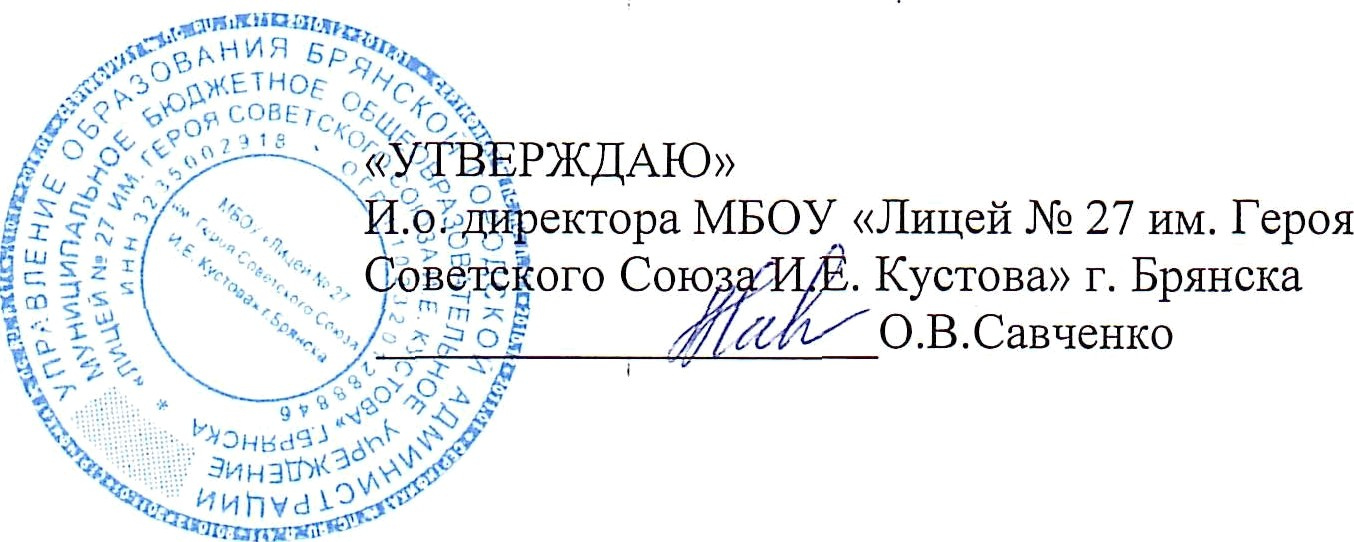 «УТВЕРЖДАЮ»
И.о. директора МБОУ «Лицей № 27 им. Героя
Советского Союза И.Е. Кустова» г. Брянска
О.В.Савченко
УПРАВЛЕНИЕ ОБРАЗОВАНИЯ БРЯНСКОЙ ГОРОДСКОЙ АДМИНИСТРАЦИИ
МУНИЦИПАЛЬНОЕ БЮДЖЕТНОЕ ОБЩЕОБРАЗОВАТЕЛЬНОЕ УЧРЕЖДЕНИЕ
«ЛИЦЕЙ № 27 ИМ. ГЕРОЯ СОВЕТСКОГО СОЮЗА И.Е. КУСТОВА» Г.БРЯНСКА
ИНН 3235002918
МБОУ «Лицей № 27
им. Героя Советского Союза
И.Е. Кустова» г.Брянска